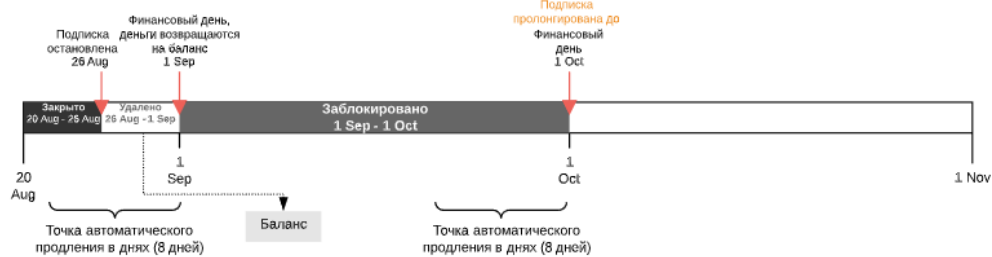 Подписка
пролонгирована до
Финансовый
день
1 Oct
Финансовый день,
деньги возвращаются
на баланс
1 Sep
Подписка
остановлена
26 Aug
Закрыто
20 Aug - 25 Aug
Удалено
26 Aug - 1 Sep
Заблокировано
1 Sep - 1 Oct
20
Aug
1
Sep
1
Oct
1 Nov
Баланс
Точка автоматического
продления в днях (8 дней)
Точка автоматического
продления в днях (8 дней)